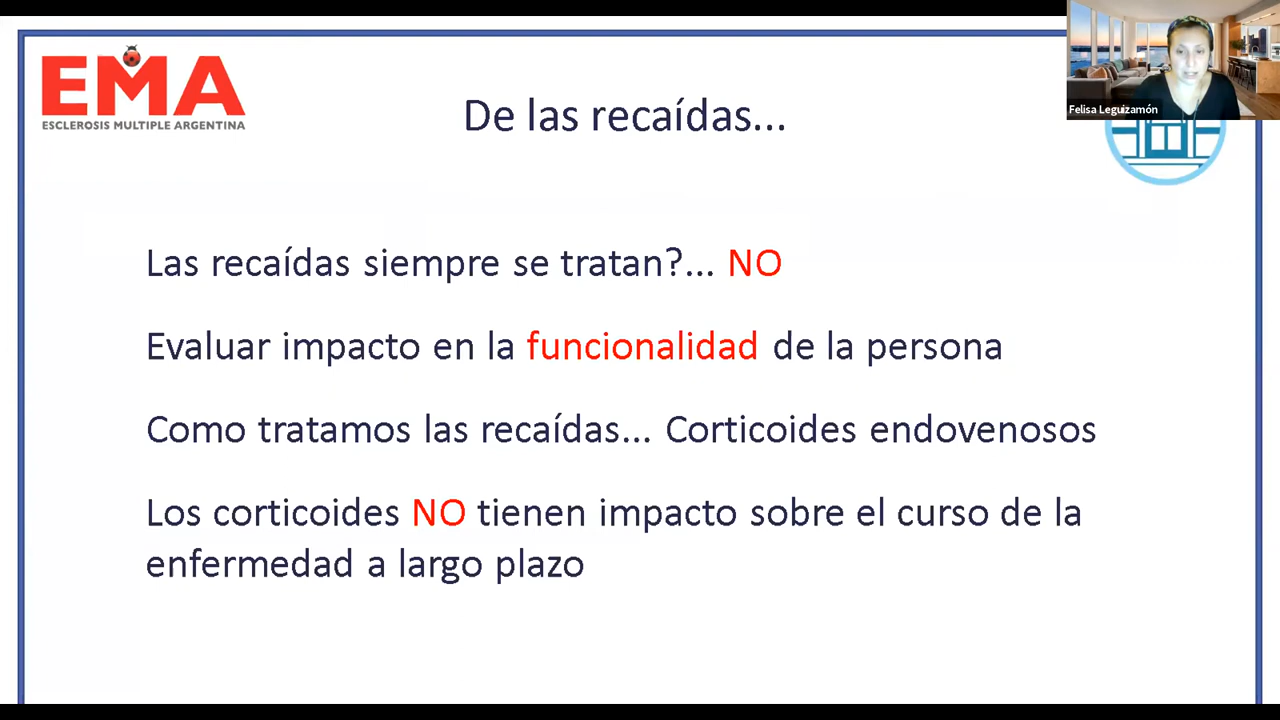 EMA
ESCLEROSIS MULTIPLE ARGENTINA
De las recaídas...
Felisa Leguizamón
Las recaídas siempre se tratan?... NO
Evaluar impacto en la funcionalidad de la persona
Como tratamos las recaídas... Corticoides endovenosos
Los corticoides NO tienen impacto sobre el curso de la
enfermedad a largo plazo